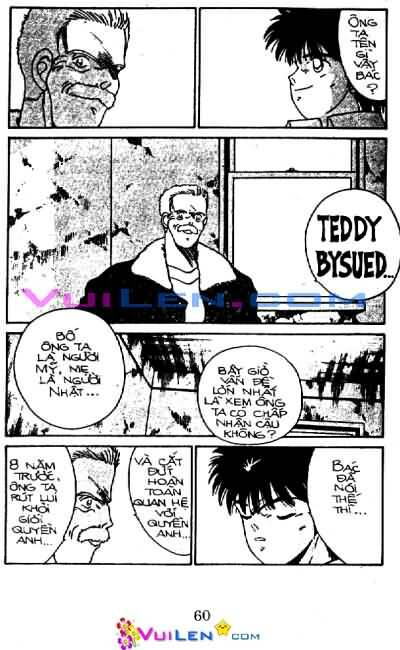 ÔNG
TA
TÊN
GÌ
VẬY
BÁC
?
TEDDY
BYSUED...
VUILEN.COM
BỐ
ÔNG TA
LÀ NGƯỜI
MỸ, MẸ
LÀ NGƯỜI
NHẬT...
BÂY GIỜ
VẤN ĐỀ
LỚN NHẤT
LÀ XEM ÔNG
TA CÓ CHẤP
NHẬN CẬU
KHÔNG?
8 NĂM
TRƯỚC,
ÔNG TA
RÚT LUI
KHỎI
GIỚI
QUYỀN
ANH...
VÀ CẮT
ĐỨT
HOÀN
TOÀN
QUAN HỆ
VỚI
QUYỀN
ANH...
BÁC
ĐÃ
NÓI
THẾ
THÌ...
60
VUILEN.COM